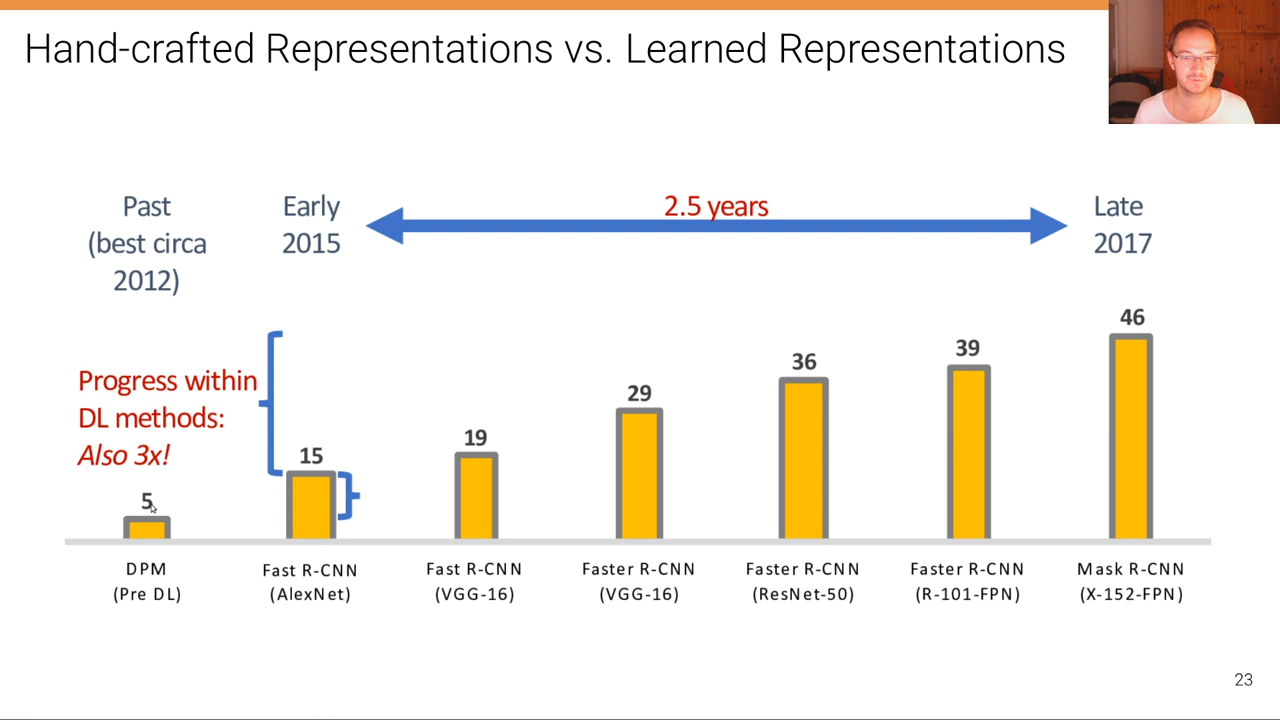 Hand-crafted Representations vs. Learned Representations
Past
(best circa
2012)
Early
2015
2.5 years
Late
2017
Progress within
DL methods:
Also 3x!
5
15
19
29
36
39
46
DPM
(Pre DL)
Fast R-CNN
(AlexNet)
Fast R-CNN
(VGG-16)
Faster R-CNN
(VGG-16)
Faster R-CNN
(ResNet-50)
Faster R-CNN
(R-101-FPN)
Mask R-CNN
(X-152-FPN)
23